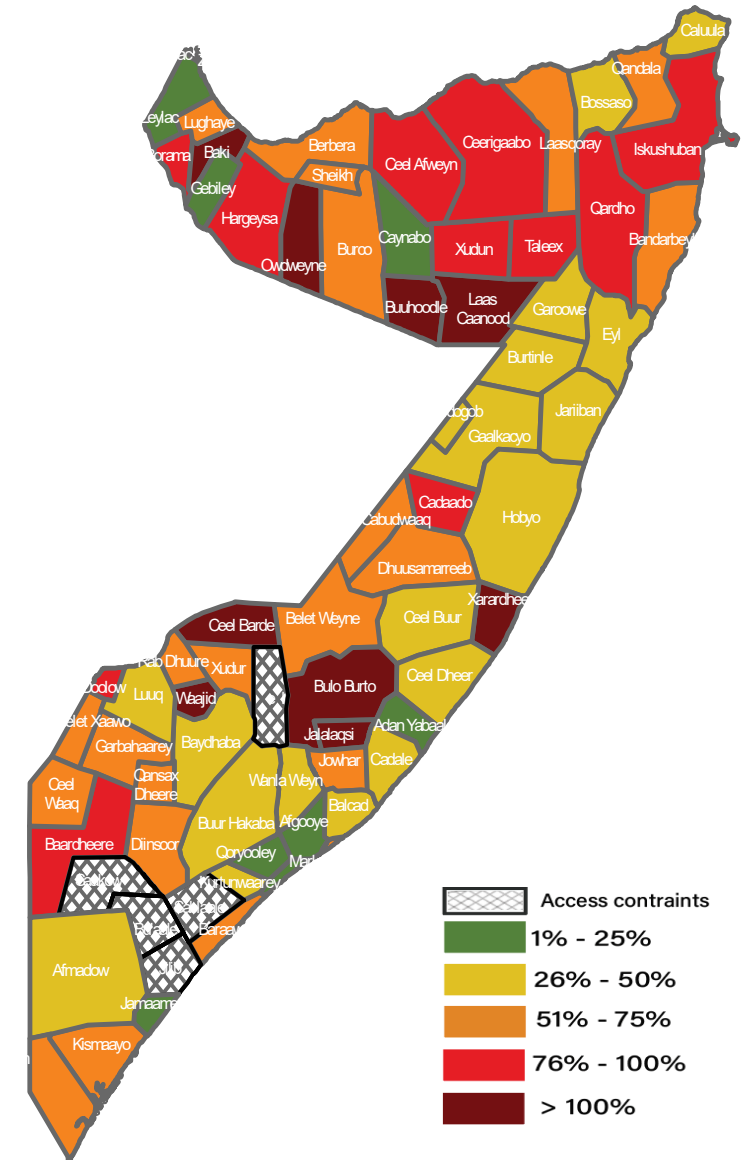 Caluula
Qandala
Bossaso
Iskushuban
Lughaye
Baki
Gebiley
Berbera
Sheikh
Hargeysa
Owdweyne
Burco
Ceel Afweyn
Ceerigaabo
Laasqoray
Qardho
Bandarbey
Caynabo
Xudun
Taleex
Buuhoodle
Laas
Caanood
Garoowe
Eyl
Burtinle
Jariiban
Gaalkacyo
Cadaado
Cabudwaaq
Hobyo
Dhuusamarreeb
Xarardhee
Ceel Barde
Belet Weyne
Ceel Buur
Rab Dhuure
Xudur
Ceel Dheer
Luuq
Waajid
Bulo Burto
Adan Yabaal
Jalalaqsi
Baydhaba
Garbahaarey
Jowhar
Cadale
Qansax
Dheere
Wanla Weyn
Ceel
Waaq
Balcad
Afgooye
Buur Hakaba
Baardheere
Diinsoor
Qoryooley
Kurtunwaarey
Afmadow
Jamaame
Kismaayo
Access contraints
1% - 25%
26% - 50%
51% - 75%
76% - 100%
> 100%